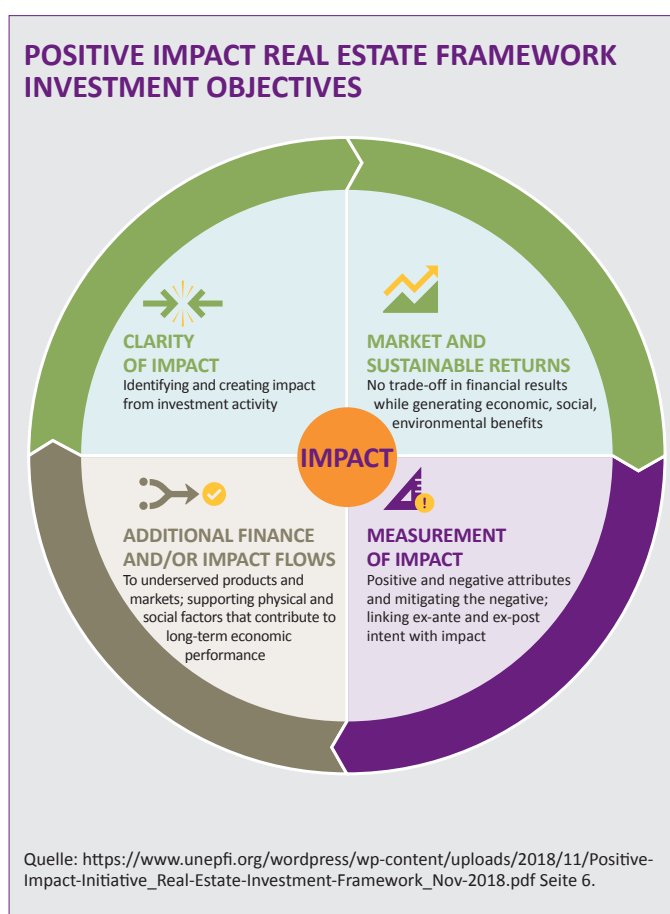 POSITIVE IMPACT REAL ESTATE FRAMEWORK
INVESTMENT OBJECTIVES
CLARITY
OF IMPACT
Identifying and creating impact
from investment activity
MARKET AND
SUSTAINABLE RETURNS
No trade-off in financial results
while generating economic, social,
environmental benefits
IMPACT
ADDITIONAL FINANCE
AND/OR IMPACT FLOWS
To underserved products and
markets; supporting physical and
social factors that contribute to
long-term economic
performance
!
MEASUREMENT
OF IMPACT
Positive and negative attributes
and mitigating the negative;
linking ex-ante and ex-post
intent with impact
Quelle: https://www.unepfi.org/wordpress/wp-content/uploads/2018/11/Positive-
Impact-Initiative_Real-Estate-Investment-Framework_Nov-2018.pdf Seite 6.